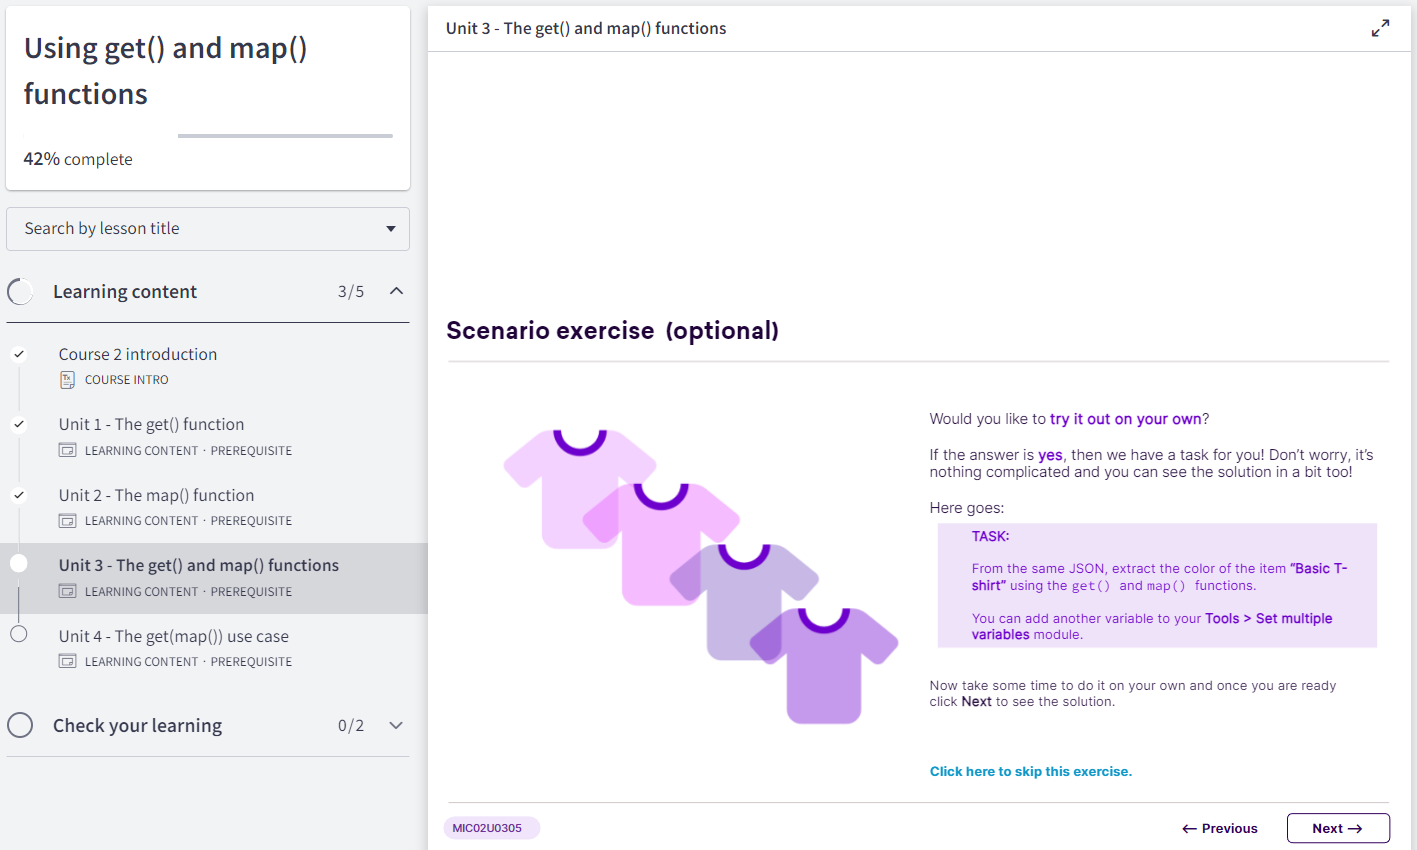 Using get() and map()
functions
42% complete
Search by lesson title
Learning content 3/5
Course 2 introduction
Tx COURSE INTRO
Unit 1 - The get() function
LEARNING CONTENT · PREREQUISITE
Unit 2 - The map() function
LEARNING CONTENT · PREREQUISITE
Unit 3 - The get() and map() functions
LEARNING CONTENT · PREREQUISITE
Unit 4 - The get(map()) use case
LEARNING CONTENT · PREREQUISITE
Check your learning 0/2
Unit 3 - The get() and map() functions
Scenario exercise (optional)
Would you like to try it out on your own?
If the answer is yes, then we have a task for you! Don't worry, it's
nothing complicated and you can see the solution in a bit too!
Here goes:
TASK:
From the same JSON, extract the color of the item “Basic T-
shirt” using the get() and map() functions.
You can add another variable to your Tools > Set multiple
variables module.
Now take some time to do it on your own and once you are ready
click Next to see the solution.
Click here to skip this exercise.
MIC02U0305
← Previous
Next →